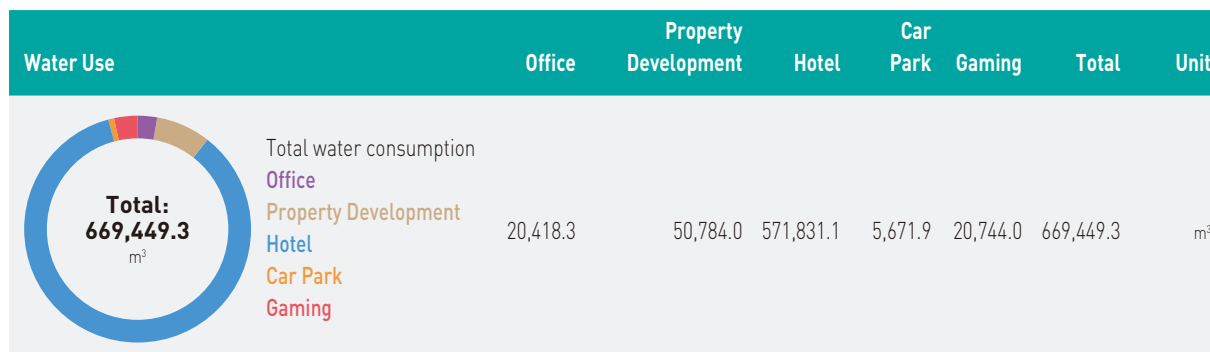 Water Use
Office
Property
Development
Hotel
Car
Park
Gaming
Total
Unit
Total:
669,449.3
m³
Total water consumption
Office
Property Development
Hotel
Car Park
Gaming
20,418.3
50,784.0
571,831.1
5,671.9
20,744.0
669,449.3
m³